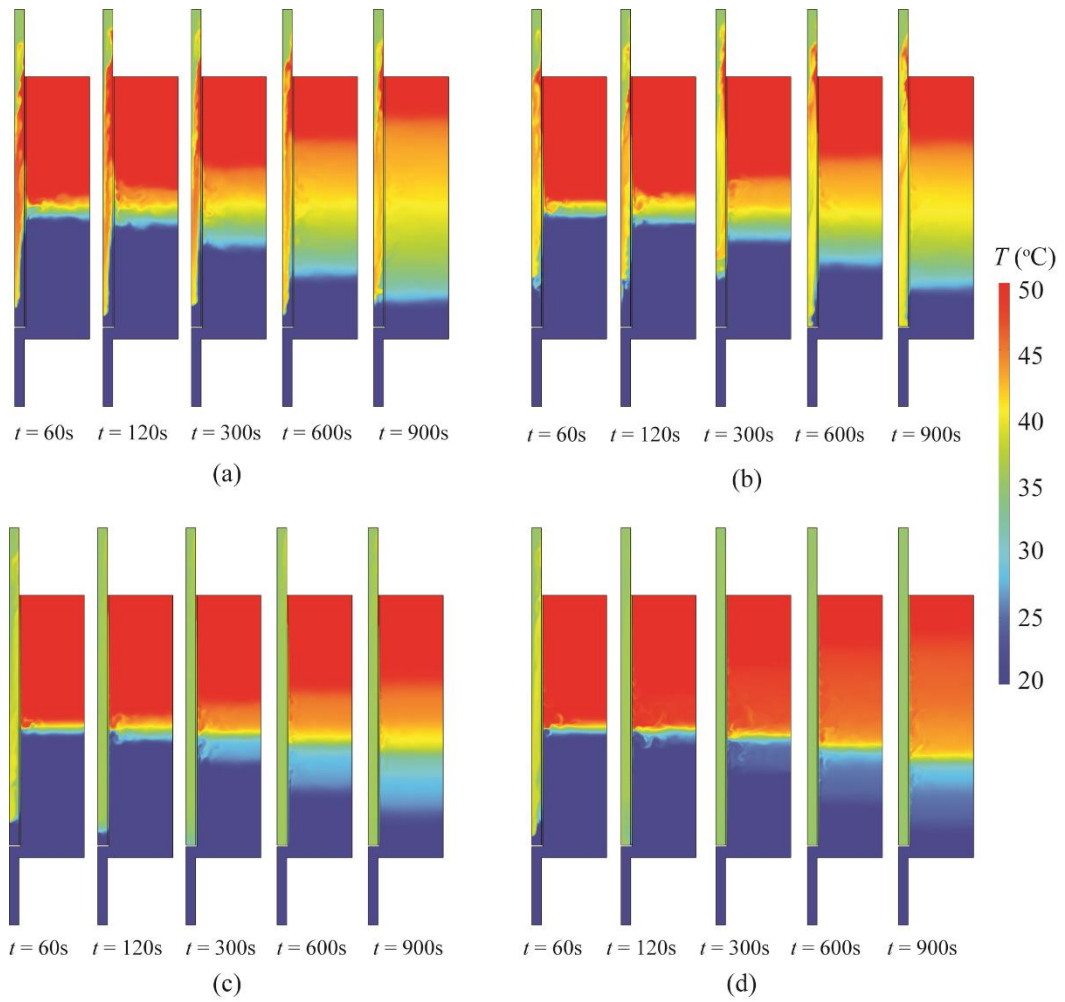 t = 60s t = 120s t = 300s t = 600s t = 900s
(a)
t = 60s t = 120s t = 300s t = 600s t = 900s
(b)
T (°C)
50
45
40
35
30
25
20
t = 60s t = 120s t = 300s t = 600s t = 900s
(c)
t = 60s t = 120s t = 300s t = 600s t = 900s
(d)